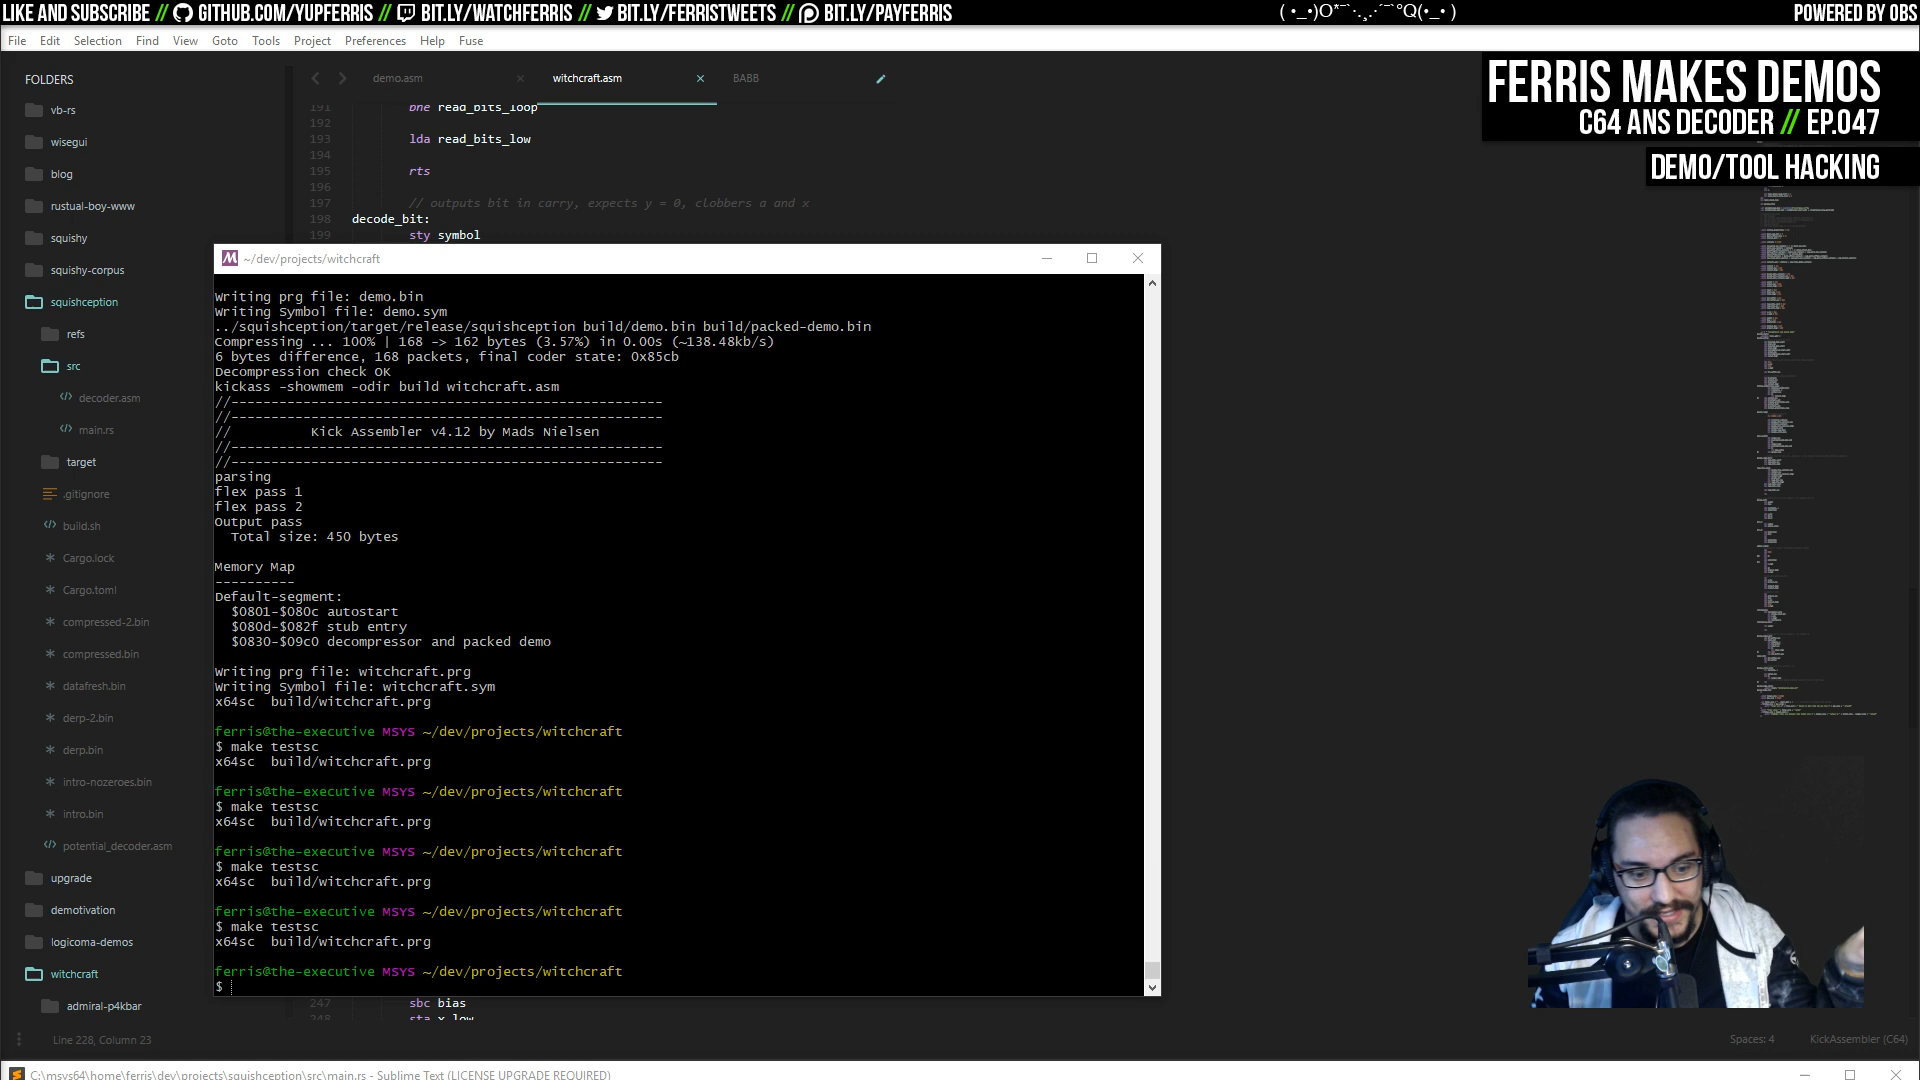 LIKE AND SUBSCRIBE // GITHUB.COM/YUPFERRIS // BIT.LY/WATCHFERRIS // BIT.LY/FERRISTWEETS // BIT.LY/PAYFERRIS
POWERED BY OBS
File Edit Selection Find View Goto Tools Project Preferences Help Fuse
FERRIS MAKES DEMOS
C64 ANS DECODER // EP.047
DEMO/TOOL HACKING
FOLDERS
vb-rs
wisegui
blog
rustual-boy-www
squishy
squishy-corpus
squishception
refs
src
decoder.asm
main.rs
target
.gitignore
build.sh
Cargo.lock
Cargo.toml
compressed-2.bin
compressed.bin
datafresh.bin
derp-2.bin
derp.bin
intro-nozeroes.bin
intro.bin
potential_decoder.asm
upgrade
demotivation
logicoma-demos
witchcraft
admiral-p4kbar
demo.asm witchcraft.asm BABB
191 bne read_bits_loop
192
193 lda read_bits_low
194
195 rts
196
197 // outputs bit in carry, expects y = 0, clobbers a and x
198 decode_bit:
199 sty symbol
~/dev/projects/witchcraft
Writing prg file: demo.bin
Writing Symbol file: demo.sym
../squishception/target/release/squishception build/demo.bin build/packed-demo.bin
Compressing ... 100% | 168 -> 162 bytes (3.57%) in 0.00s (~138.48kb/s)
6 bytes difference, 168 packets, final coder state: 0x85cb
Decompression check OK
kickass -showmem -odir build witchcraft.asm
//------------------------------------------------------
//------------------------------------------------------
// Kick Assembler v4.12 by Mads Nielsen
//------------------------------------------------------
//------------------------------------------------------
parsing
flex pass 1
flex pass 2
Output pass
Total size: 450 bytes
Memory Map
----------
Default-segment:
$0801-$080c autostart
$080d-$082f stub entry
$0830-$09c0 decompressor and packed demo
Writing prg file: witchcraft.prg
Writing Symbol file: witchcraft.sym
x64sc build/witchcraft.prg
ferris@the-executive MSYS ~/dev/projects/witchcraft
$ make testsc
x64sc build/witchcraft.prg
ferris@the-executive MSYS ~/dev/projects/witchcraft
$ make testsc
x64sc build/witchcraft.prg
ferris@the-executive MSYS ~/dev/projects/witchcraft
$ make testsc
x64sc build/witchcraft.prg
ferris@the-executive MSYS ~/dev/projects/witchcraft
$ make testsc
x64sc build/witchcraft.prg
ferris@the-executive MSYS ~/dev/projects/witchcraft
$
247 sbc bias
248 sta x_low
Line 228, Column 23
Spaces: 4 KickAssembler (C64)
C:\msys64\home\ferris\dev\projects\squishception\src\main.rs - Sublime Text (LICENSE UPGRADE REQUIRED)